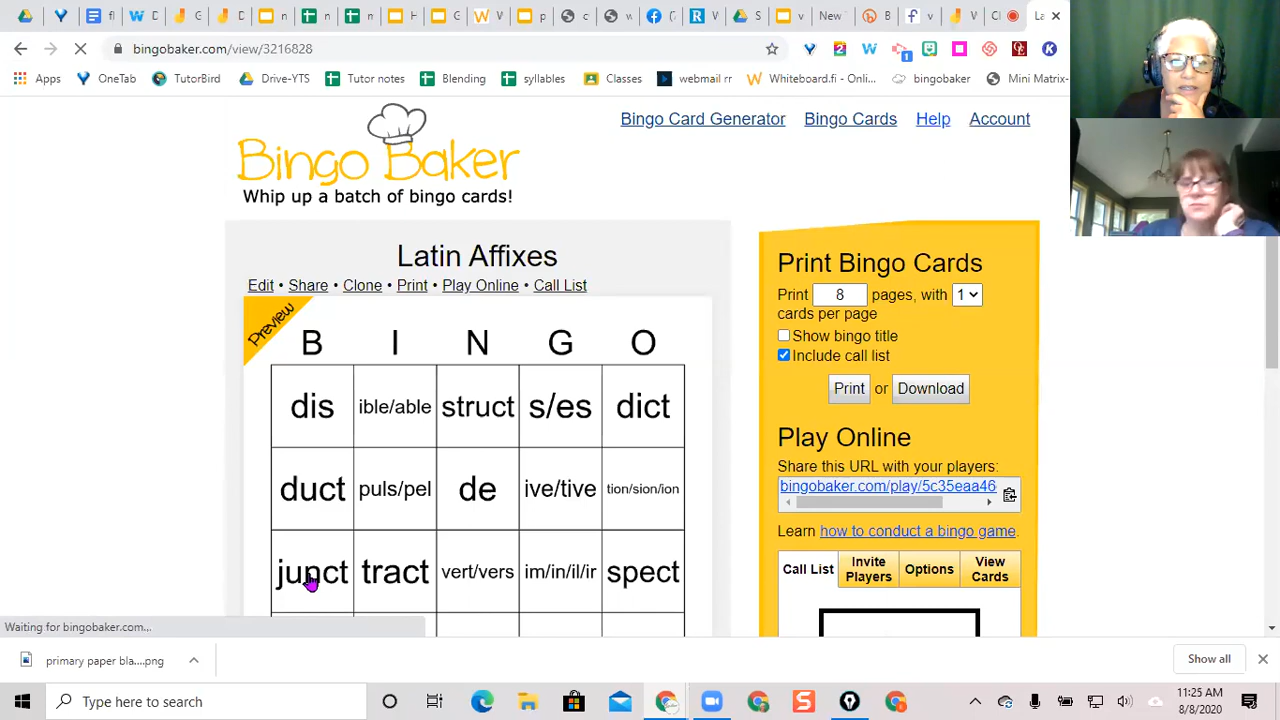 bingobaker.com/view/3216828
Apps
OneTab
TutorBird
Drive-YTS
Tutor notes
Blending
syllables
Classes
webmail rr
Whiteboard.fi - Onli...
bingobaker
Mini Matrix-
Bingo Baker
Whip up a batch of bingo cards!
Bingo Card Generator
Bingo Cards
Help
Account
Latin Affixes
Edit • Share • Clone • Print • Play Online • Call List
Preview
B I N G O
dis ible/able struct s/es dict
duct puls/pel de ive/tive tion/sion/ion
junct tract vert/vers im/in/il/ir spect
Print Bingo Cards
Print 8 pages, with 1
cards per page
Show bingo title
Include call list
Print or Download
Play Online
Share this URL with your players:
bingobaker.com/play/5c35eaa46
Learn how to conduct a bingo game.
Call List
Invite
Players
Options
View
Cards
Waiting for bingobaker.com...
primary paper bla....png
Show all
Type here to search
11:25 AM
8/8/2020